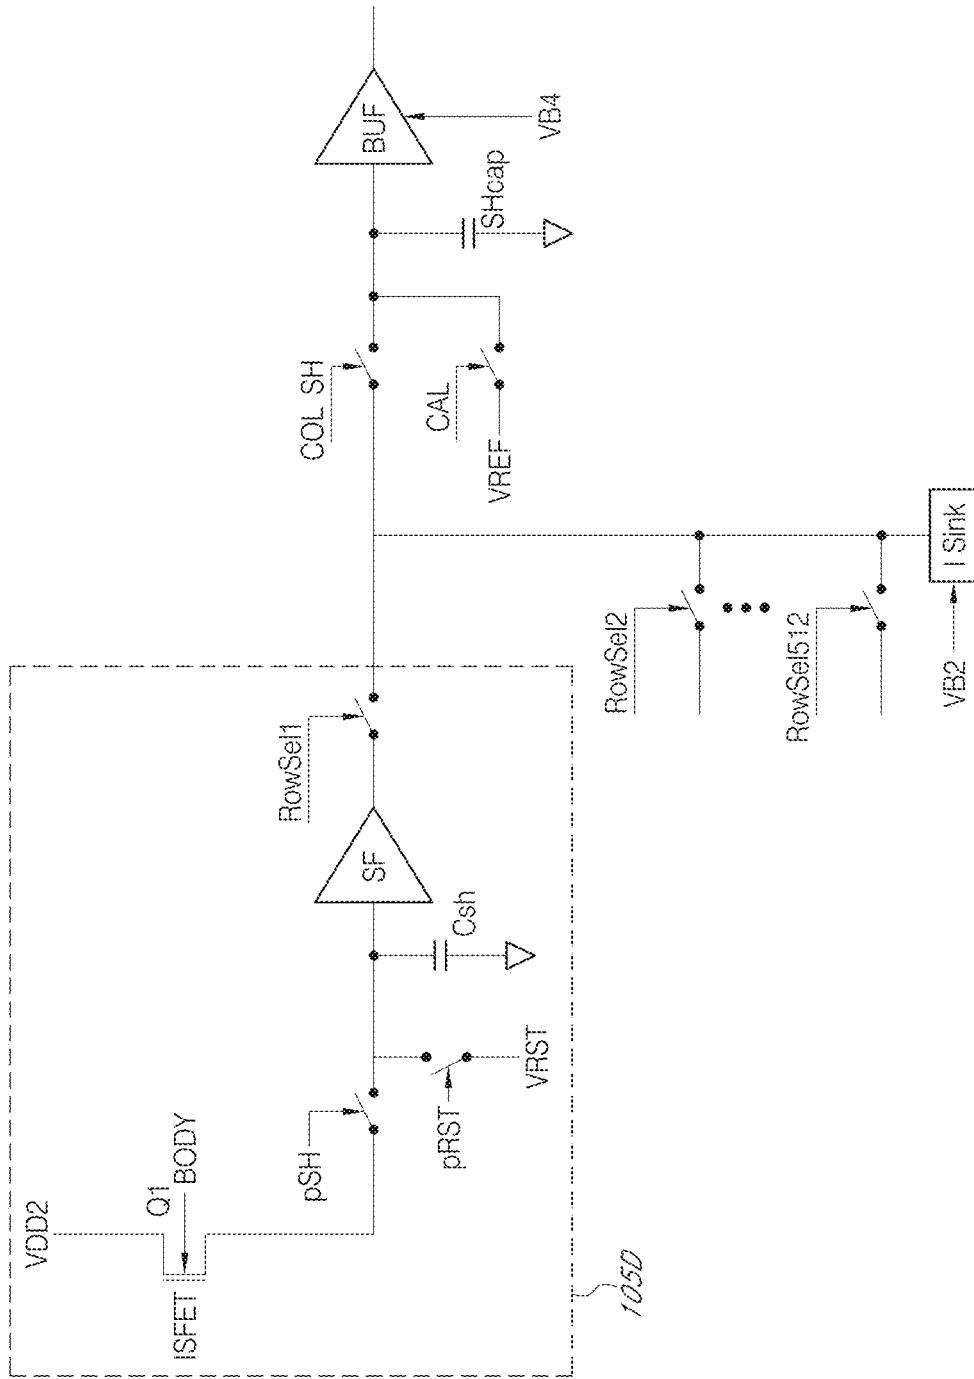 VDD2
Q1
BODY
ISFET
pSH
pRST
VRST
Csh
SF
RowSel1
105D
RowSel2
RowSel512
VB2
I Sink
COL SH
CAL
VREF
SHcap
BUF
VB4